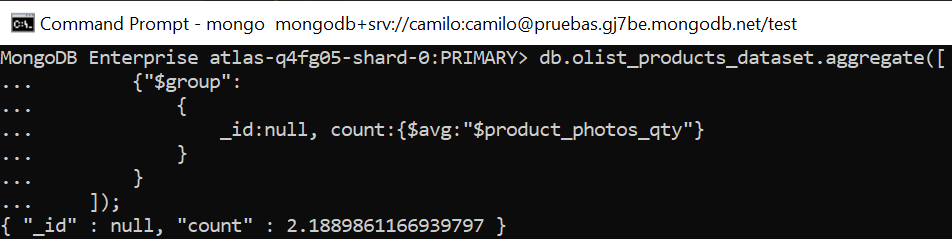 Command Prompt - mongo  mongodb+srv://camilo:camilo@pruebas.gj7be.mongodb.net/test
MongoDB Enterprise atlas-q4fg05-shard-0:PRIMARY> db.olist_products_dataset.aggregate([
...     {"$group":
...         {
...             _id:null, count:{$avg:"$product_photos_qty"}
...         }
...     }
... ]);
{ "_id" : null, "count" : 2.1889861166939797 }